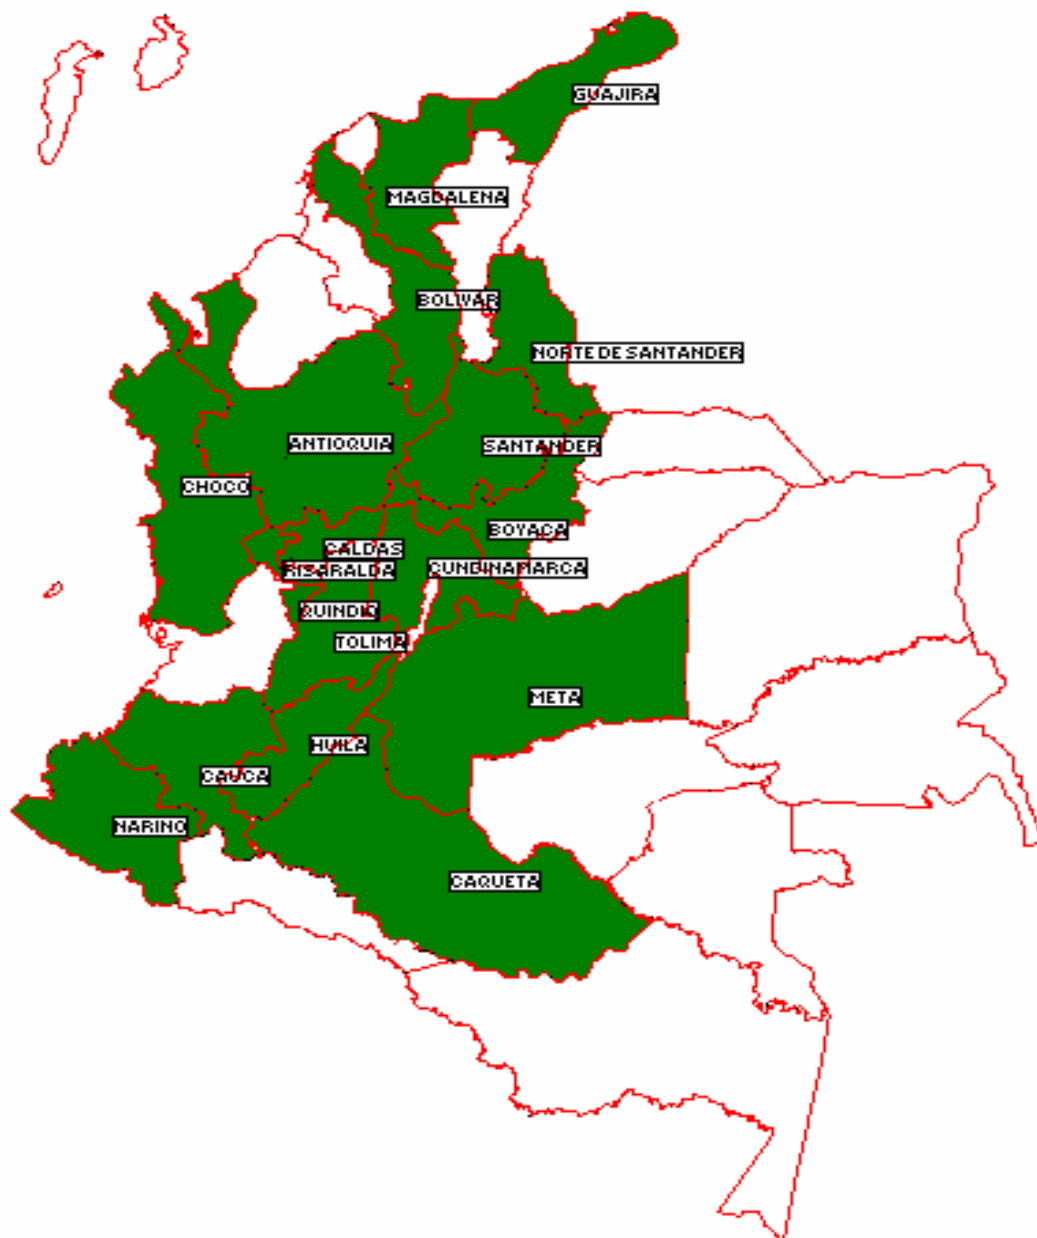 GUAJIRA
MAGDALENA
BOLIVAR
NORTE DE SANTANDER
ANTIOQUIA
SANTANDER
CHOCO
BOYACA
CALDAS
RISARALDA
CUNDINAMARCA
QUINDIO
TOLIMA
META
HUILA
CAUCA
NARINO
CAQUETA